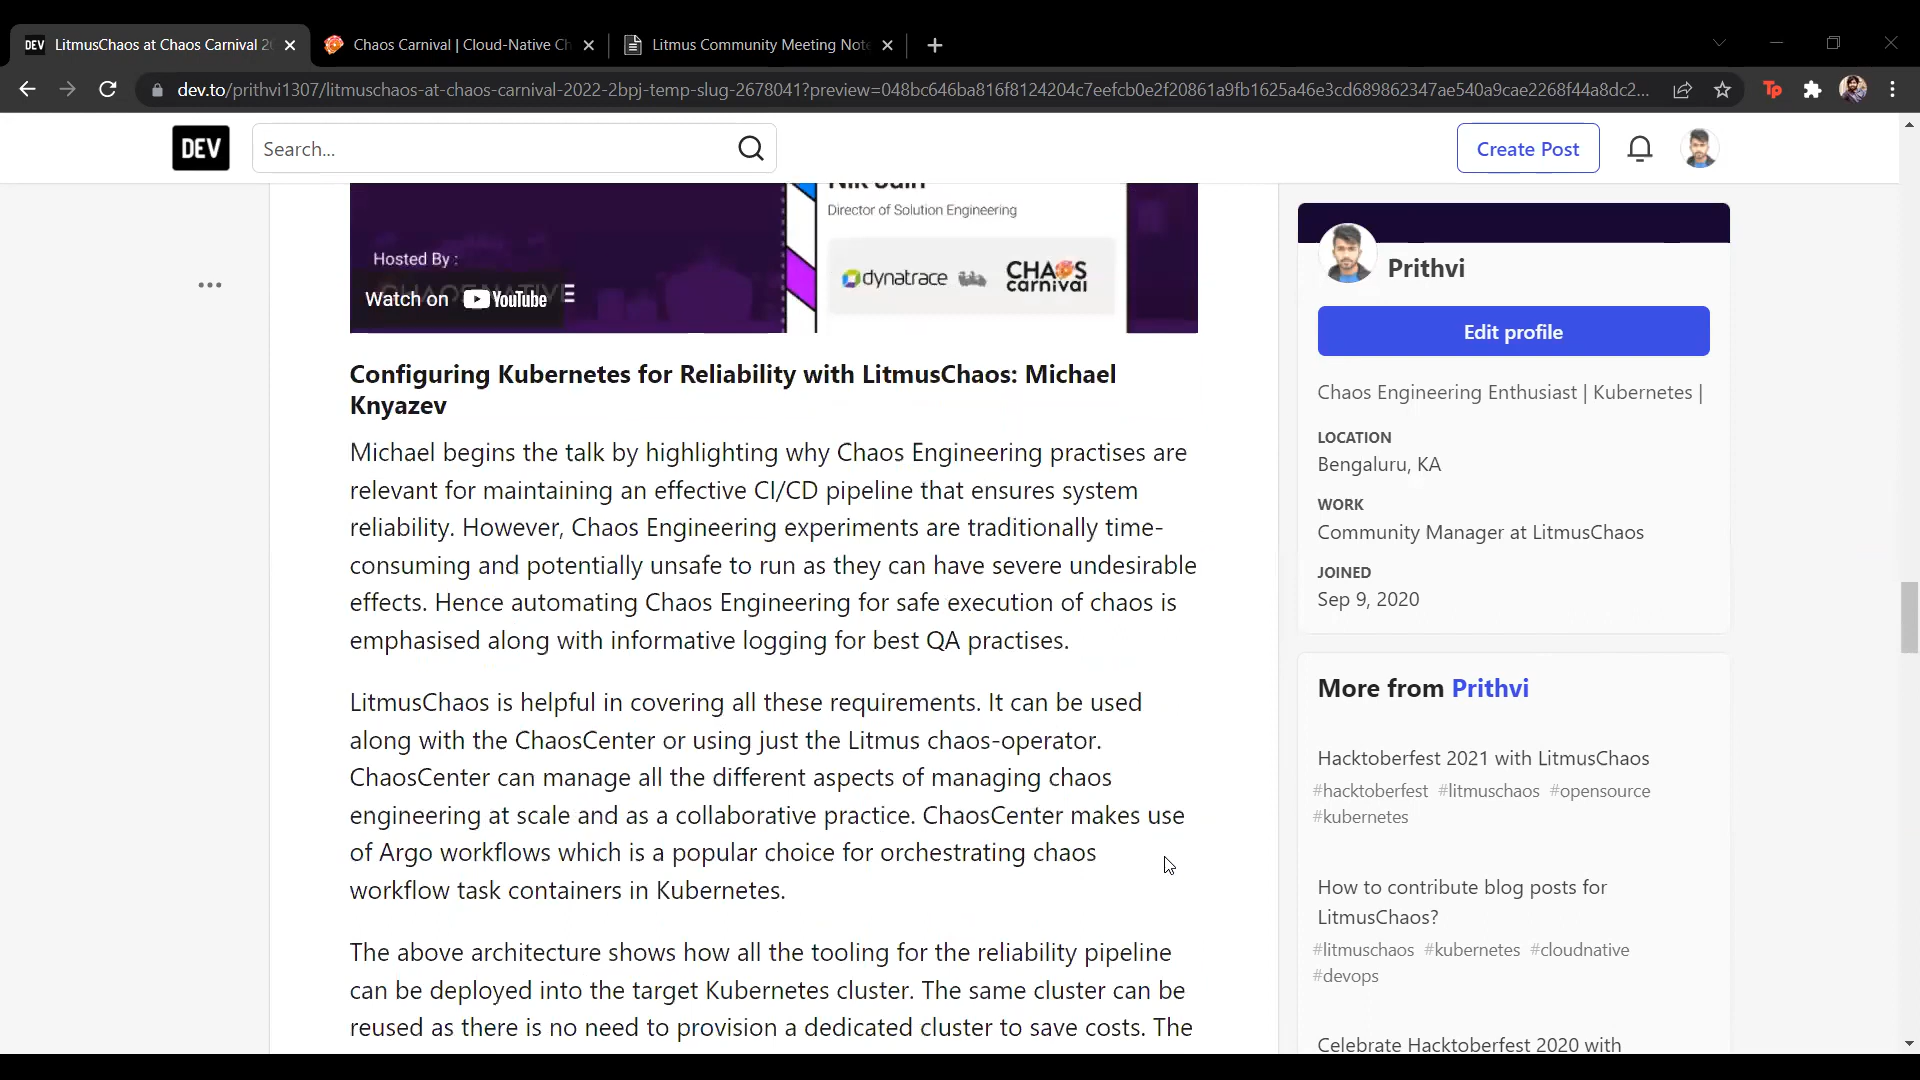 DEV LitmusChaos at Chaos Carnival 20
Chaos Carnival | Cloud-Native Ch
Litmus Community Meeting Note
dev.to/prithvi1307/litmuschaos-at-chaos-carnival-2022-2bpj-temp-slug-2678041?preview=048bc646ba816f8124204c7eefcb0e2f20861a9fb1625a46e3cd689862347ae540a9cae2268f44a8dc2...
Tp
DEV
Search...
Create Post
Nik Jain
Director of Solution Engineering
Hosted By :
CHAOSNATIVE
Watch on YouTube
dynatrace
CHAOS
carnival
Configuring Kubernetes for Reliability with LitmusChaos: Michael
Knyazev
Michael begins the talk by highlighting why Chaos Engineering practises are
relevant for maintaining an effective CI/CD pipeline that ensures system
reliability. However, Chaos Engineering experiments are traditionally time-
consuming and potentially unsafe to run as they can have severe undesirable
effects. Hence automating Chaos Engineering for safe execution of chaos is
emphasised along with informative logging for best QA practises.
LitmusChaos is helpful in covering all these requirements. It can be used
along with the ChaosCenter or using just the Litmus chaos-operator.
ChaosCenter can manage all the different aspects of managing chaos
engineering at scale and as a collaborative practice. ChaosCenter makes use
of Argo workflows which is a popular choice for orchestrating chaos
workflow task containers in Kubernetes.
The above architecture shows how all the tooling for the reliability pipeline
can be deployed into the target Kubernetes cluster. The same cluster can be
reused as there is no need to provision a dedicated cluster to save costs. The
Prithvi
Edit profile
Chaos Engineering Enthusiast | Kubernetes |
LOCATION
Bengaluru, KA
WORK
Community Manager at LitmusChaos
JOINED
Sep 9, 2020
More from Prithvi
Hacktoberfest 2021 with LitmusChaos
#hacktoberfest #litmuschaos #opensource
#kubernetes
How to contribute blog posts for
LitmusChaos?
#litmuschaos #kubernetes #cloudnative
#devops
Celebrate Hacktoberfest 2020 with